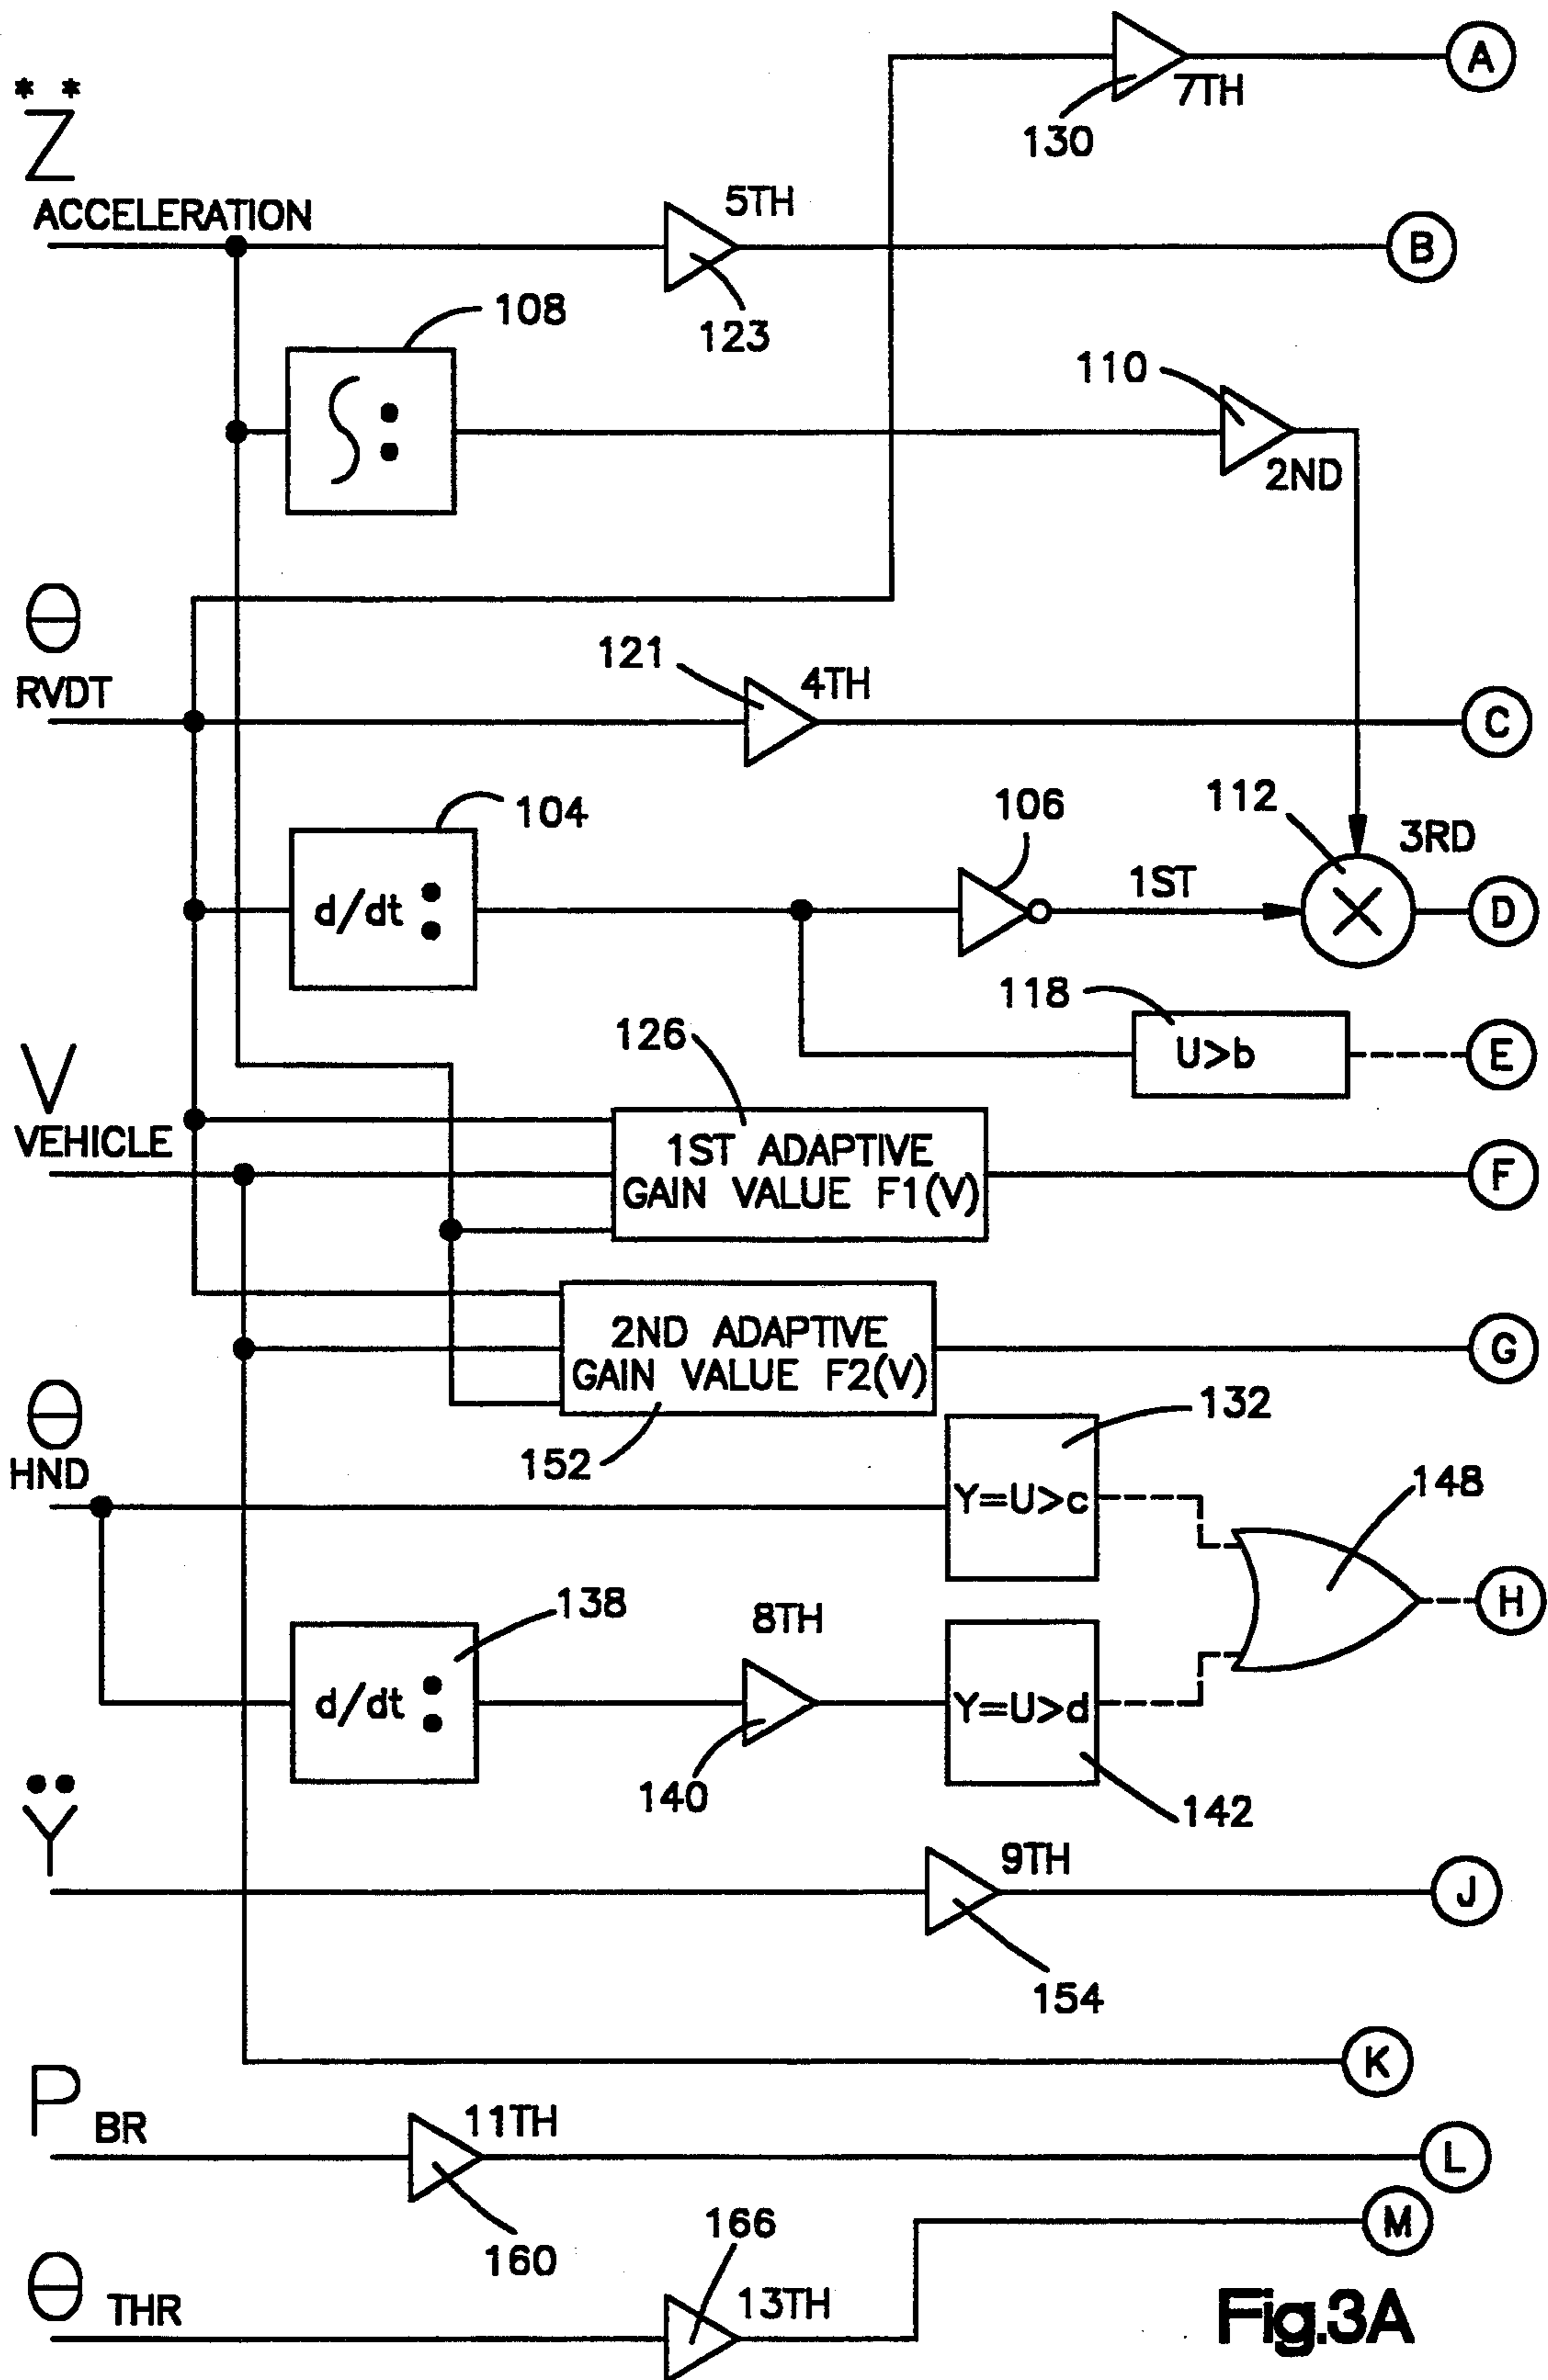 A
7TH
130
* *
Z
ACCELERATION
5TH
B
123
108
∫ :
110
2ND
Θ
RVDT
121
4TH
C
104
106
112
3RD
d/dt :
1ST
X
D
118
U>b
E
126
V
VEHICLE
1ST ADAPTIVE
GAIN VALUE F1(V)
F
2ND ADAPTIVE
GAIN VALUE F2(V)
G
152
132
Θ
HND
Y=U>c
148
H
138
8TH
d/dt :
Y=U>d
140
142
Ÿ
9TH
J
154
K
P BR
11TH
L
160
166
M
Θ THR
13TH
Fig.3A